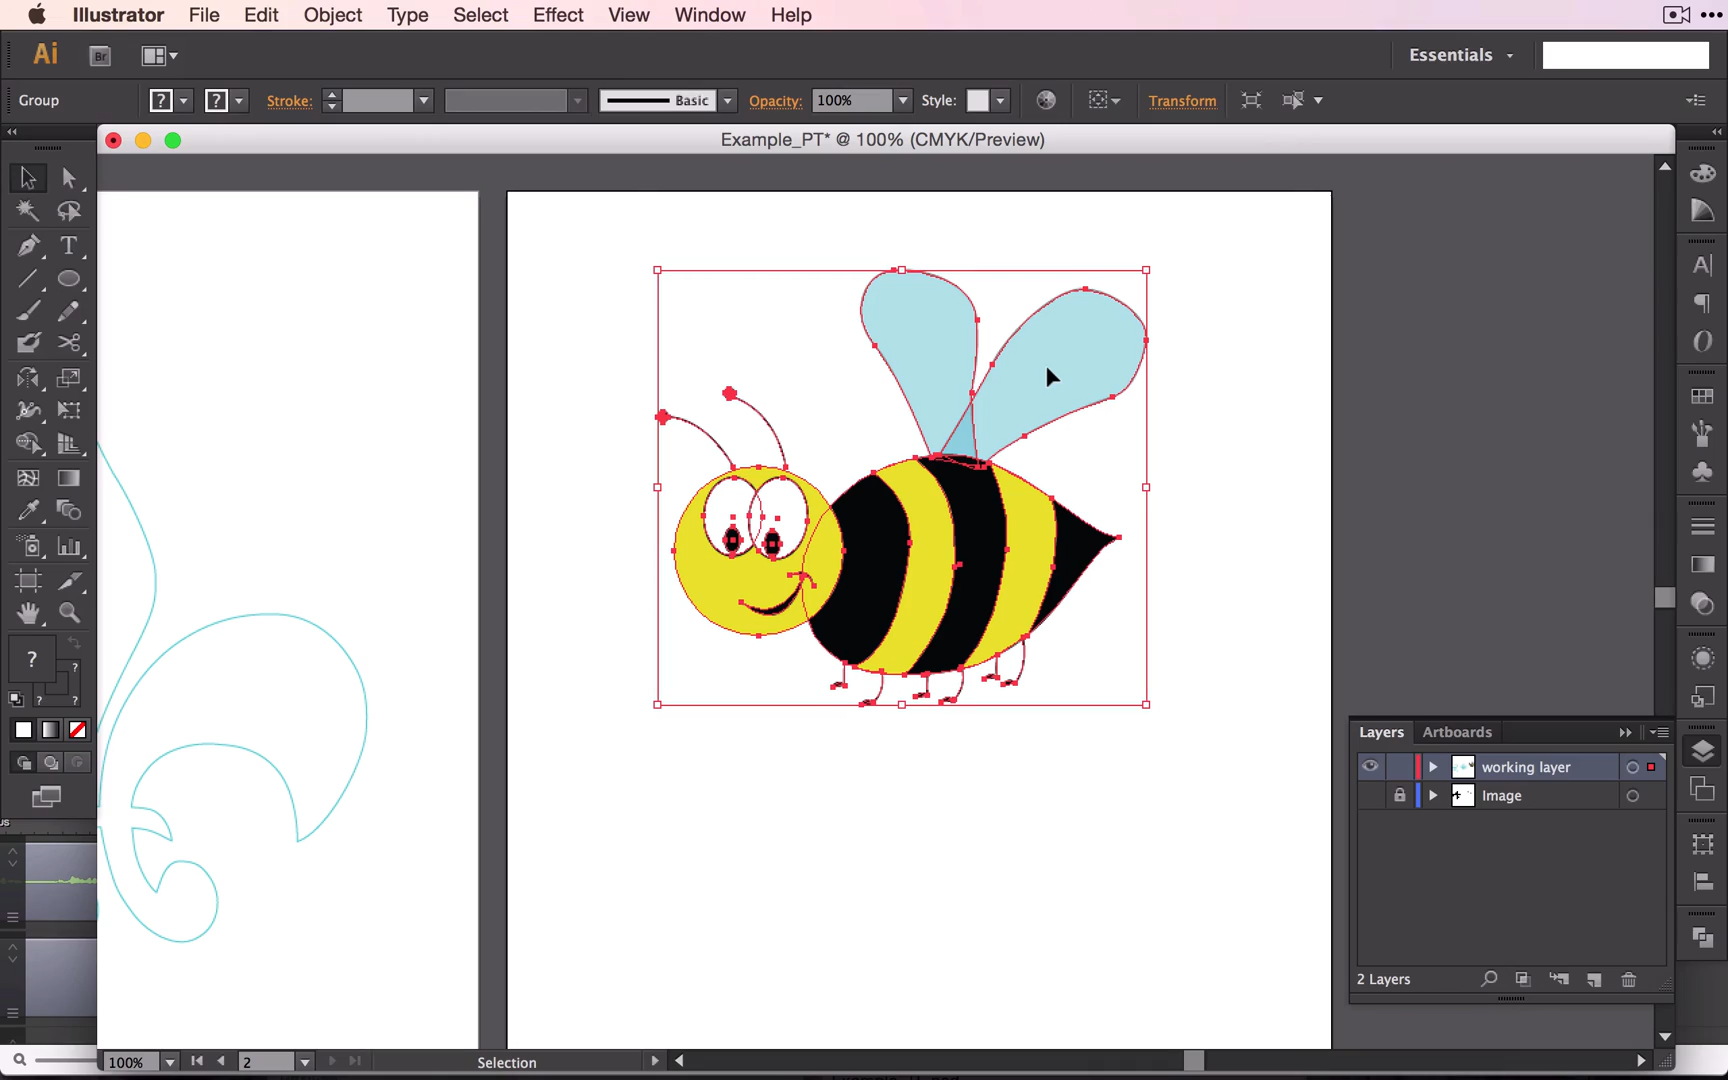 Illustrator File Edit Object Type Select Effect View Window Help
Ai Br Essentials
Group ? ? Stroke: Basic Opacity: 100% Style: Transform
Example_PT* @ 100% (CMYK/Preview)
T
A
O
?
?
? ?
Layers Artboards
working layer
Image
us
2 Layers
100% 2 Selection